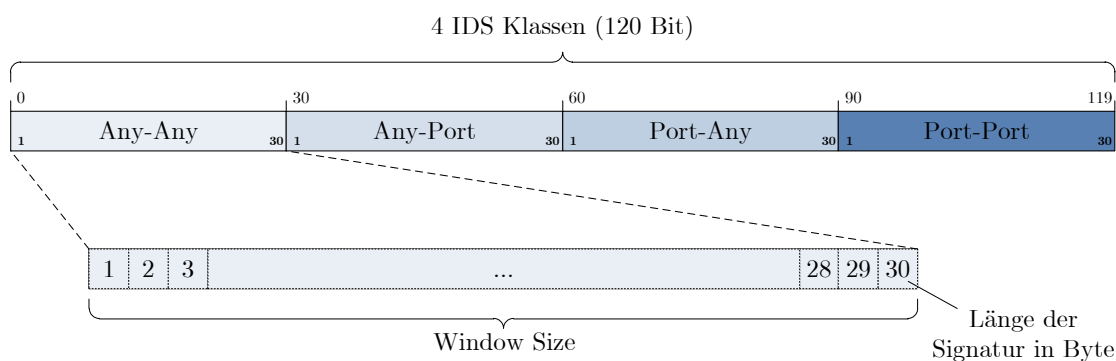 4 IDS Klassen (120 Bit)
0 30 60 90 119
Any-Any Any-Port Port-Any Port-Port
1 30 1 30 1 30 1 30
1 2 3 ... 28 29 30
Window Size
Länge der
Signatur in Byte